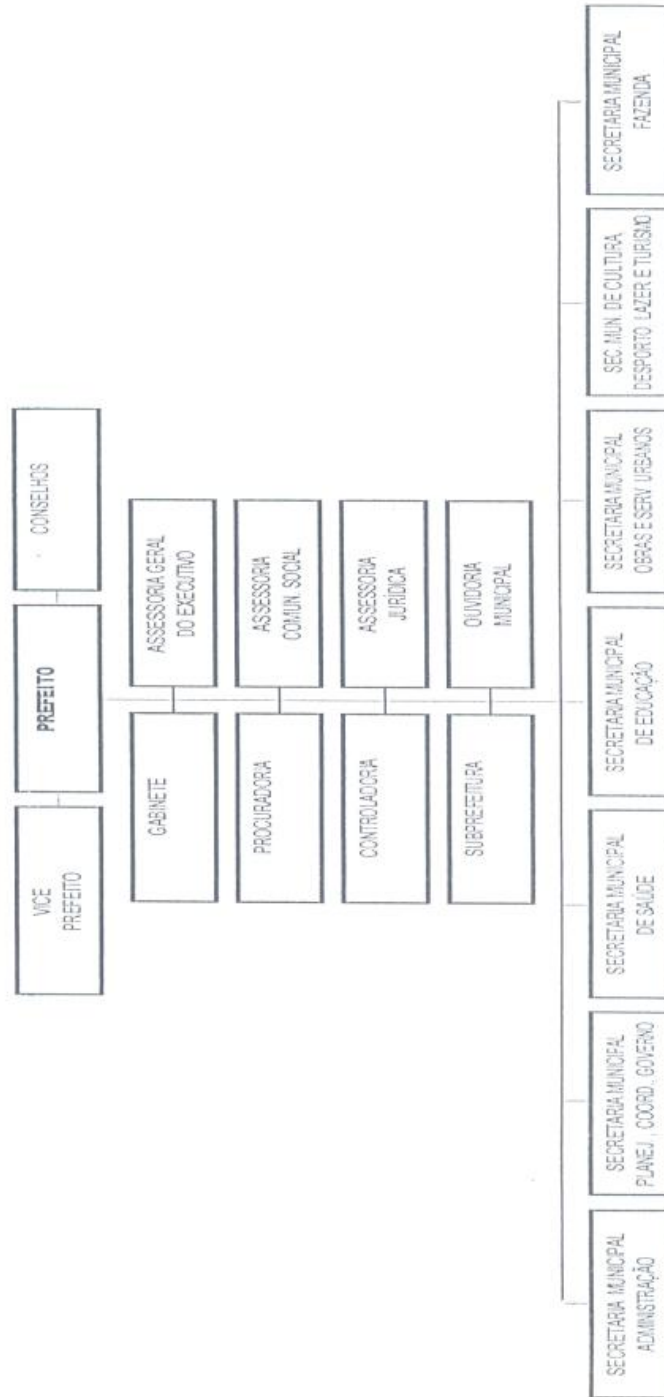 VICE
PREFEITO
PREFEITO
CONSELHOS
GABINETE
ASSESSORIA GERAL
DO EXECUTIVO
PROCURADORIA
ASSESSORIA
COMUN. SOCIAL
CONTROLADORIA
ASSESSORIA
JURÍDICA
SUBPREFEITURA
OUVIDORIA
MUNICIPAL
SECRETARIA MUNICIPAL
ADMINISTRAÇÃO
SECRETARIA MUNICIPAL
PLANEJ., COORD., GOVERNO
SECRETARIA MUNICIPAL
DE SAÚDE
SECRETARIA MUNICIPAL
DE EDUCAÇÃO
SECRETARIA MUNICIPAL
OBRAS E SERV URBANOS
SEC. MUN. DE CULTURA
DESPORTO, LAZER E TURISMO
SECRETARIA MUNICIPAL
FAZENDA